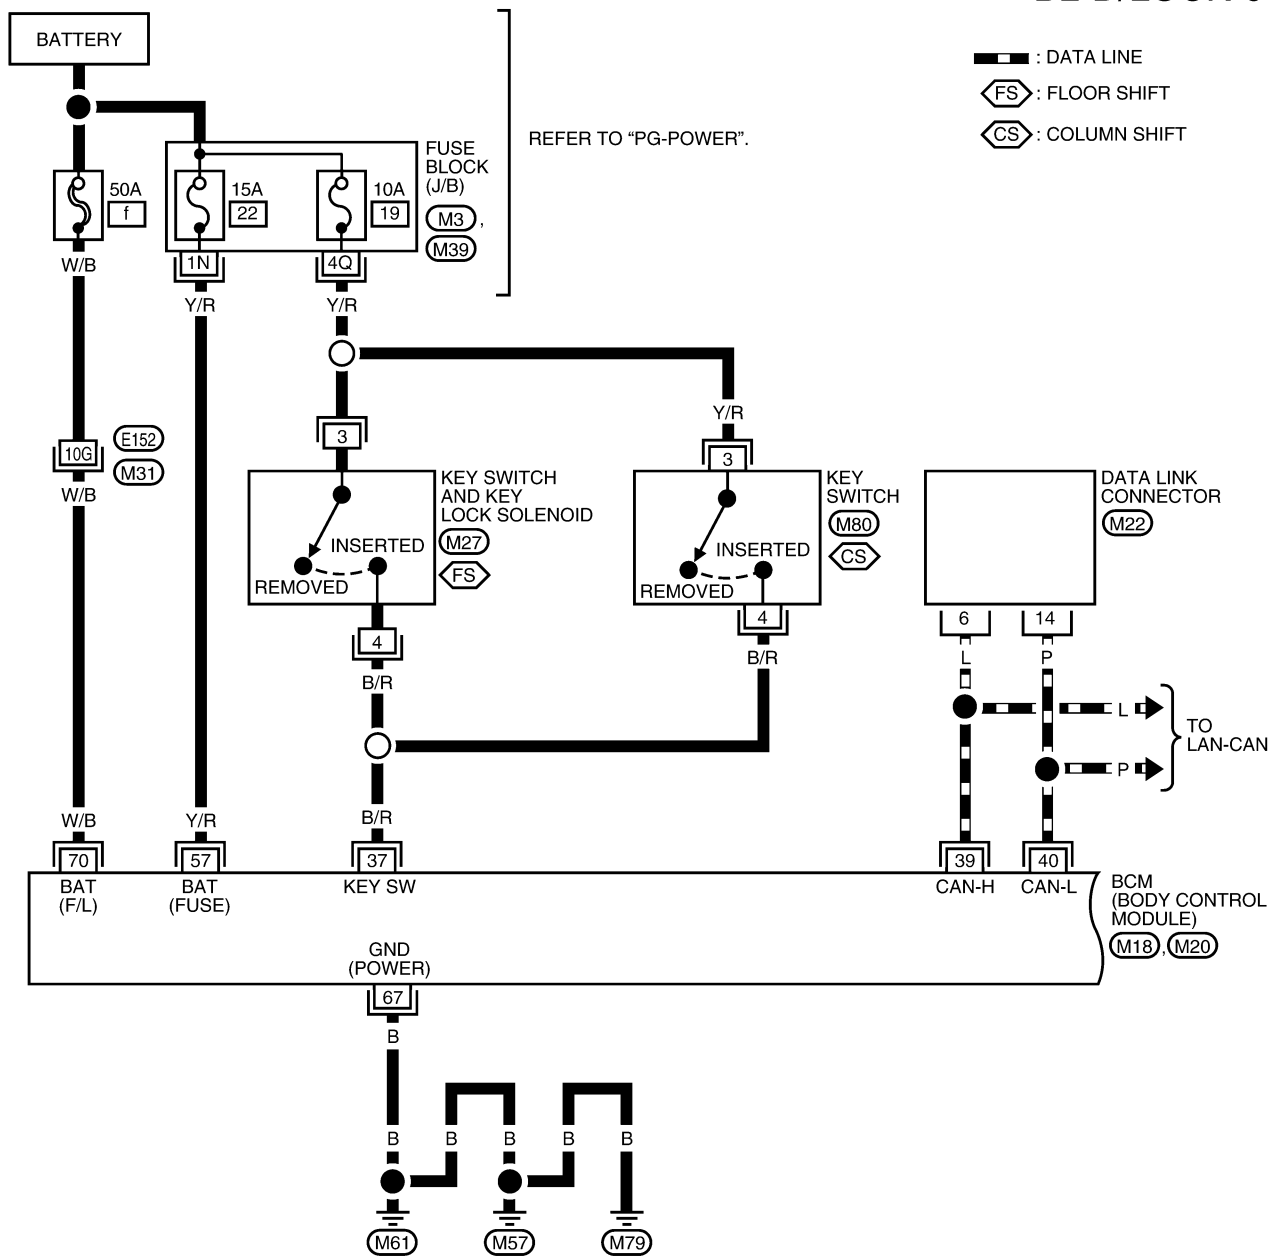 BATTERY
: DATA LINE
FS : FLOOR SHIFT
CS : COLUMN SHIFT
REFER TO “PG-POWER”.
FUSE
BLOCK
(J/B)
M3 ,
M39
50A
f
15A
22
10A
19
1N
4Q
W/B
Y/R
Y/R
Y/R
10G
E152
M31
W/B
3
3
KEY SWITCH
AND KEY
LOCK SOLENOID
M27
FS
INSERTED
REMOVED
KEY
SWITCH
M80
CS
INSERTED
REMOVED
DATA LINK
CONNECTOR
M22
4
4
6
14
B/R
B/R
L
P
L
P
TO
LAN-CAN
W/B
Y/R
B/R
70
57
37
39
40
BAT
(F/L)
BAT
(FUSE)
KEY SW
CAN-H
CAN-L
BCM
(BODY CONTROL
MODULE)
M18 , M20
GND
(POWER)
67
B
B
B
B
B
B
M61
M57
M79